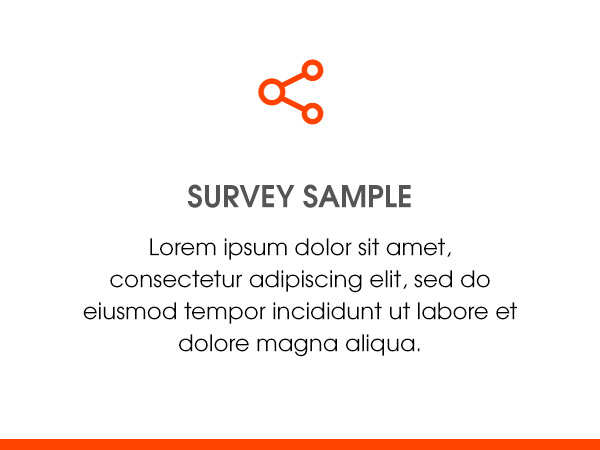 SURVEY SAMPLE
Lorem ipsum dolor sit amet,
consectetur adipiscing elit, sed do
eiusmod tempor incididunt ut labore et
dolore magna aliqua.